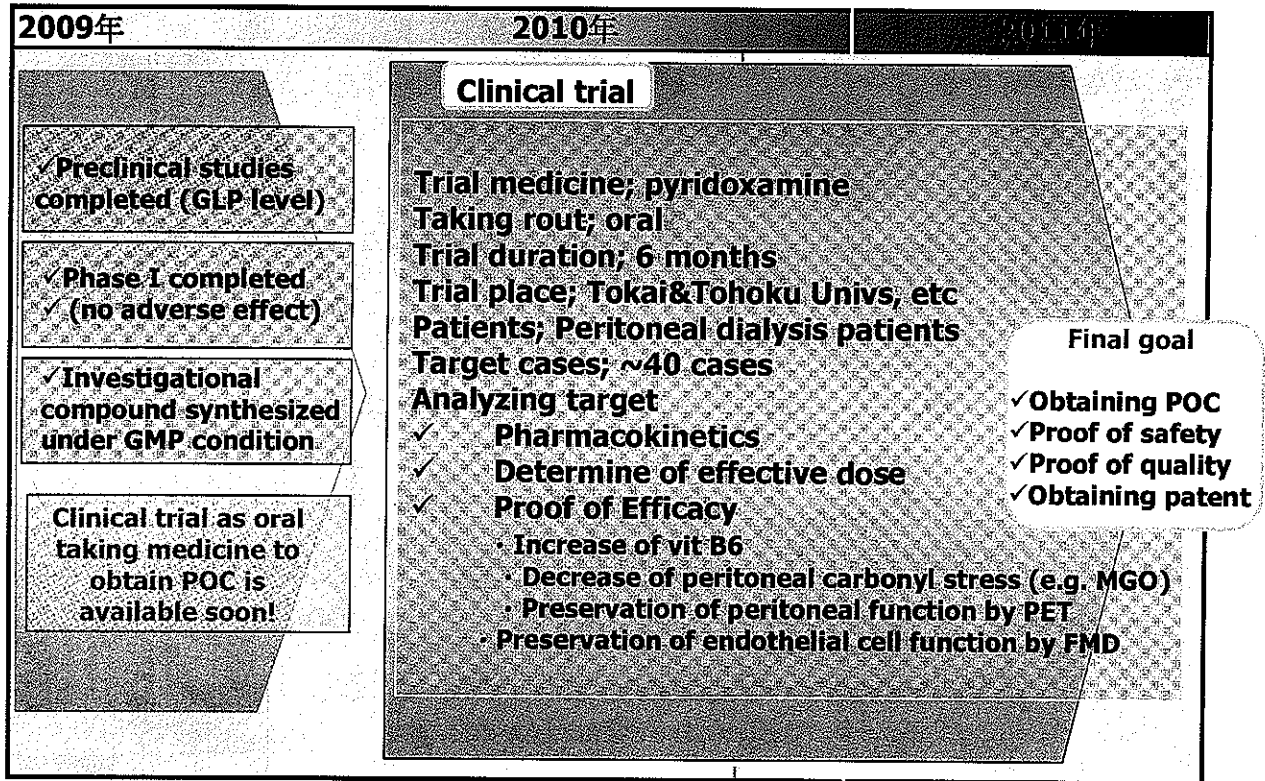 2009年
2010年
2011年
✓Preclinical studies
completed (GLP level)
✓Phase I completed
✓ (no adverse effect)
✓Investigational
compound synthesized
under GMP condition
Clinical trial as oral
taking medicine to
obtain POC is
available soon!
Clinical trial
Trial medicine; pyridoxamine
Taking rout; oral
Trial duration; 6 months
Trial place; Tokai&Tohoku Univs, etc
Patients; Peritoneal dialysis patients
Target cases; ~40 cases
Analyzing target
✓ Pharmacokinetics
✓ Determine of effective dose
✓ Proof of Efficacy
・Increase of vit B6
・Decrease of peritoneal carbonyl stress (e.g. MGO)
・Preservation of peritoneal function by PET
・Preservation of endothelial cell function by FMD
Final goal
✓Obtaining POC
✓Proof of safety
✓Proof of quality
✓Obtaining patent